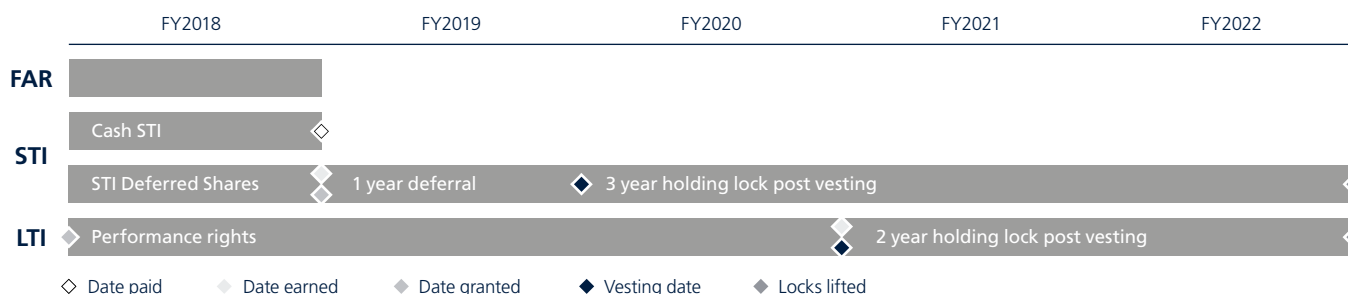 FY2018 FY2019 FY2020 FY2021 FY2022
FAR
Cash STI
STI
STI Deferred Shares 1 year deferral 3 year holding lock post vesting
LTI Performance rights 2 year holding lock post vesting
Date paid Date earned Date granted Vesting date Locks lifted